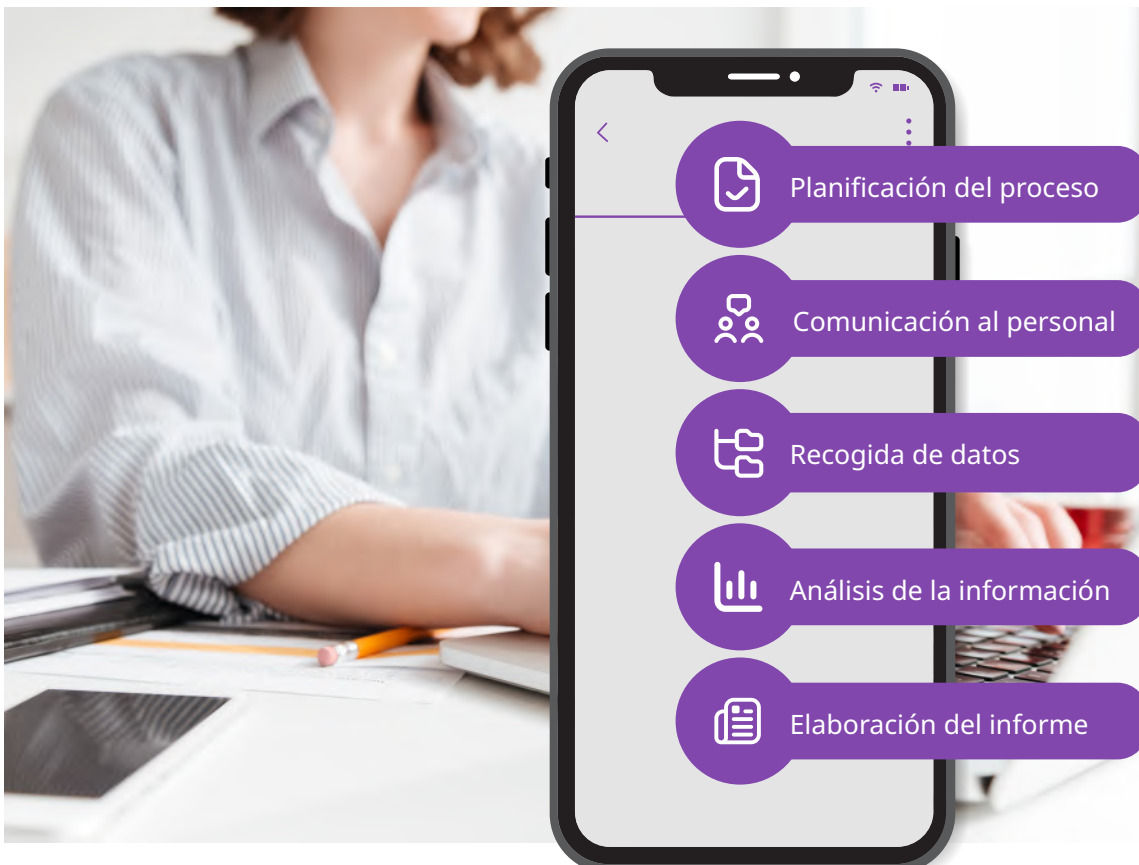 Planificación del proceso
Comunicación al personal
Recogida de datos
Análisis de la información
Elaboración del informe